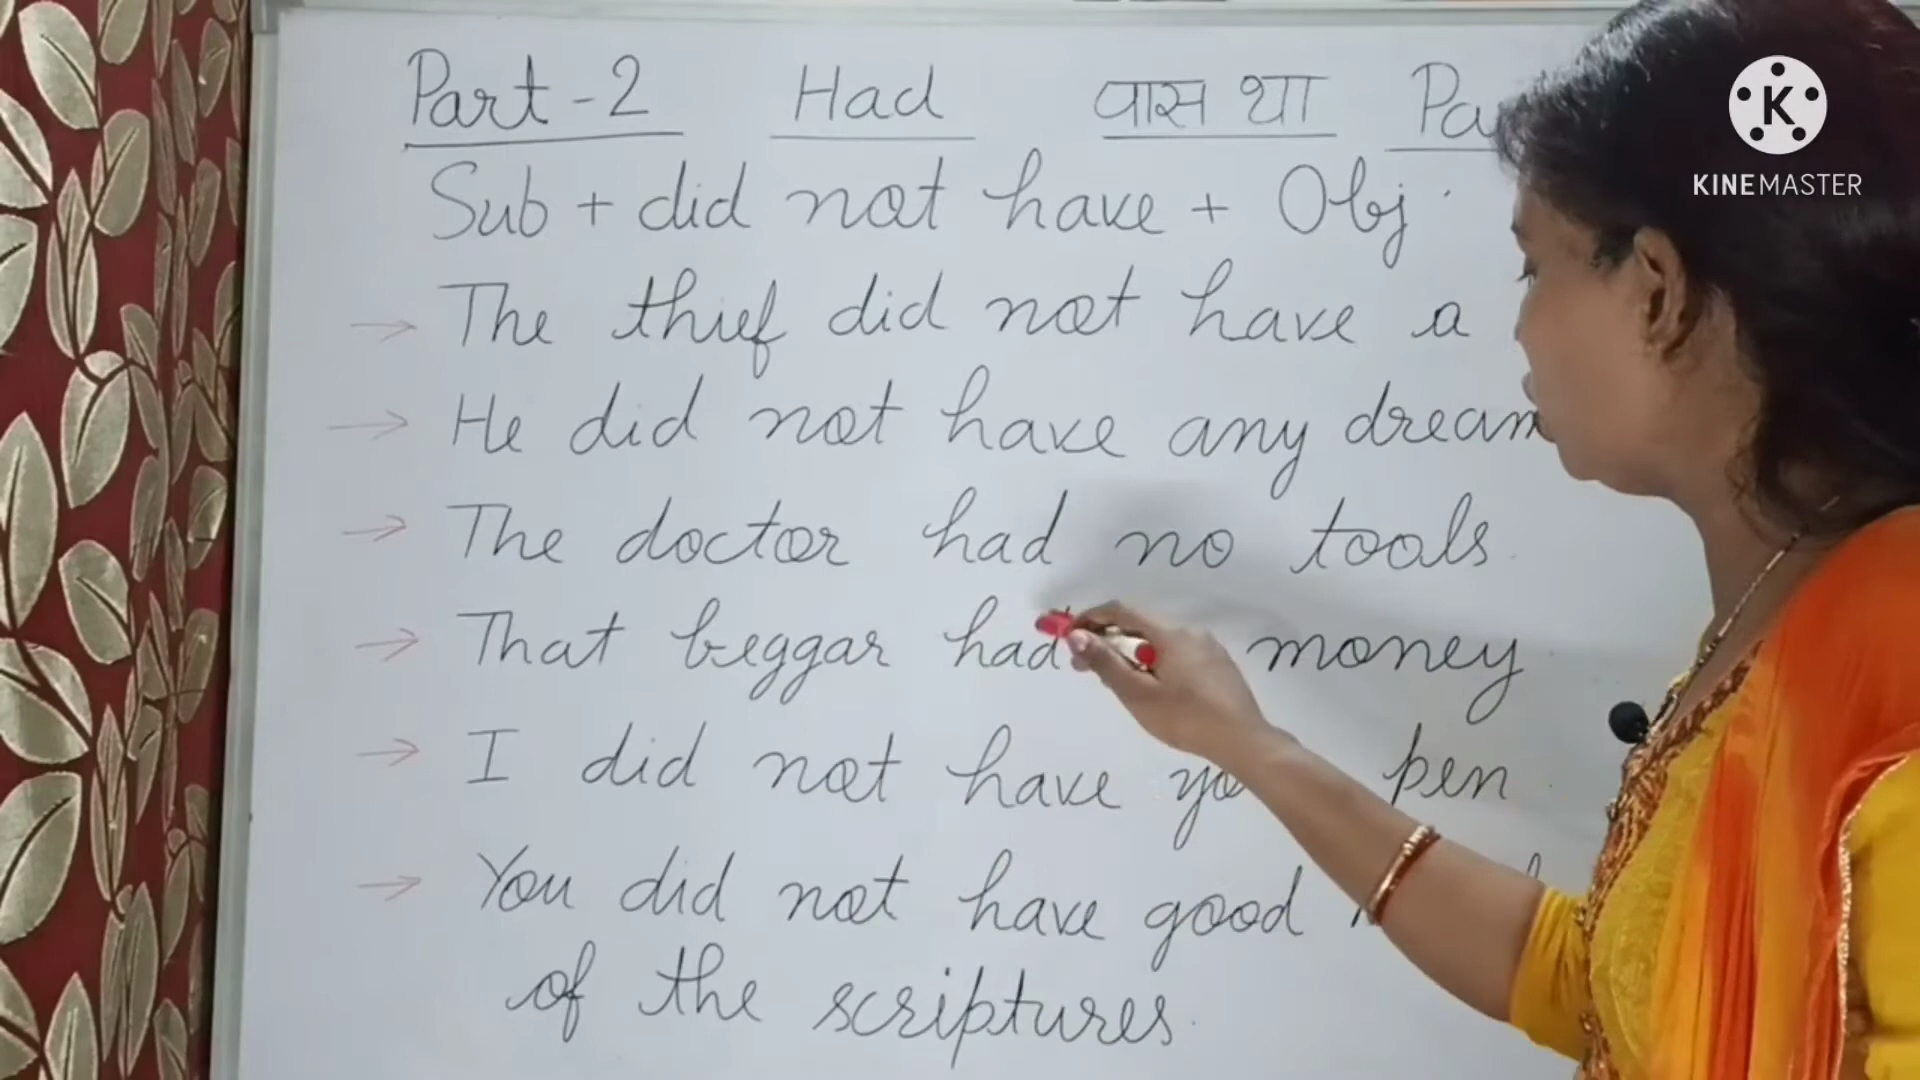 Part-2 Had पास था Pa
Sub + did not have + Obj.
→ The thief did not have a
→ He did not have any dream
→ The doctor had no tools.
→ That beggar had money
→ I did not have pen
→ You did not have good
of the scriptures.
K
KINEMASTER